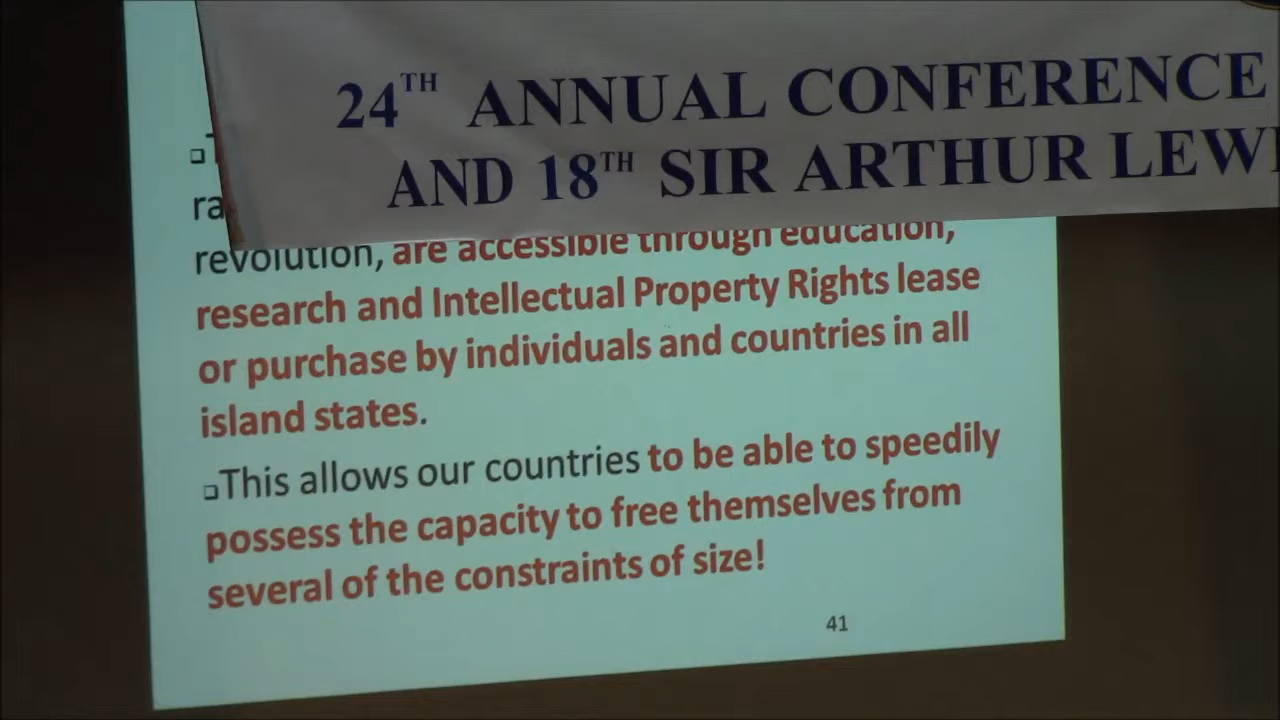 24TH ANNUAL CONFERENCE
AND 18TH SIR ARTHUR
revolution, are accessible through education,
research and Intellectual Property Rights lease
or purchase by individuals and countries in all
island states.
This allows our countries to be able to speedily
possess the capacity to free themselves from
several of the constraints of size!
41